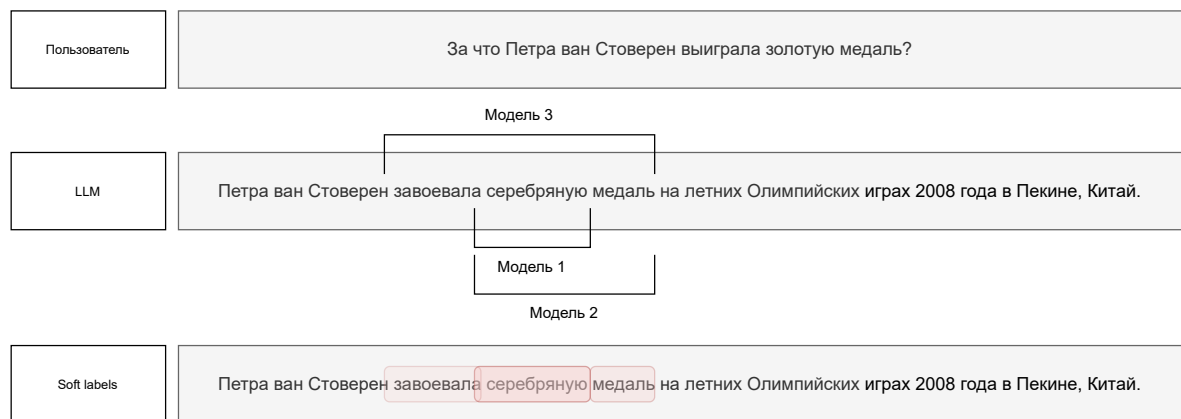 Пользователь
За что Петра ван Стоверен выиграла золотую медаль?
Модель 3
LLM
Петра ван Стоверен завоевала серебряную медаль на летних Олимпийских играх 2008 года в Пекине, Китай.
Модель 1
Модель 2
Soft labels
Петра ван Стоверен завоевала серебряную медаль на летних Олимпийских играх 2008 года в Пекине, Китай.